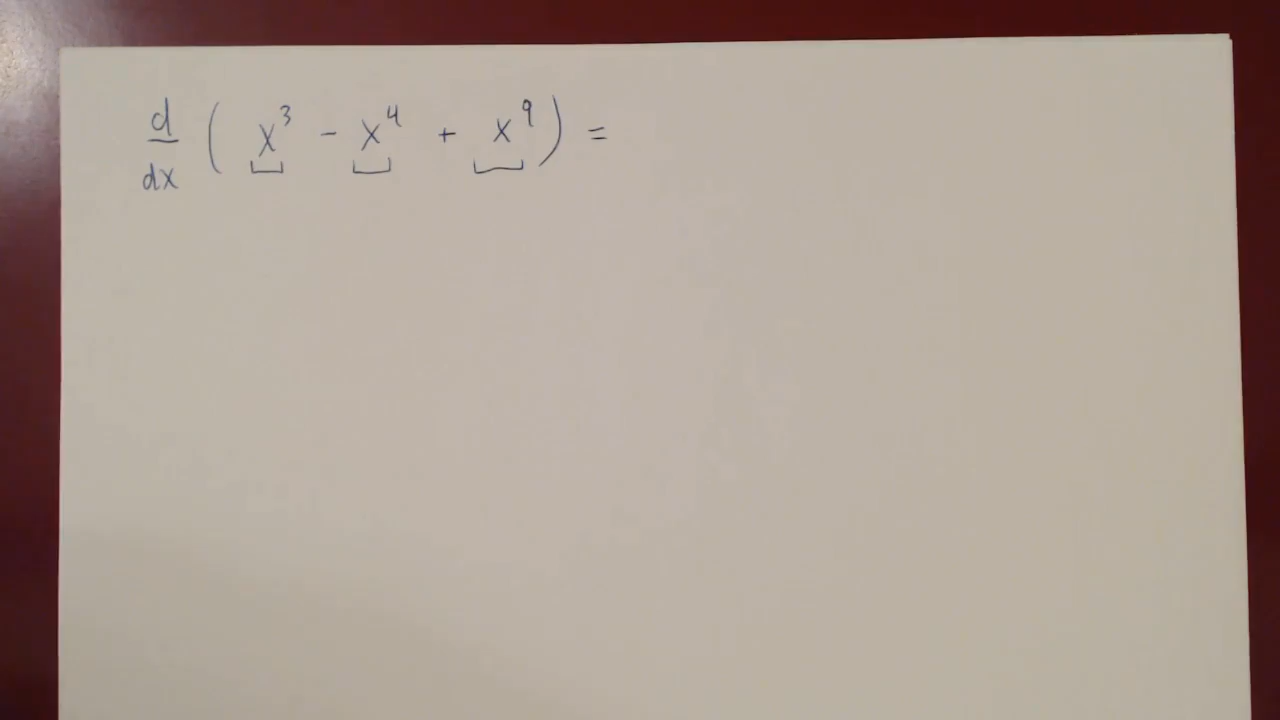 d/dx ( x³ - x⁴ + x⁹ ) =